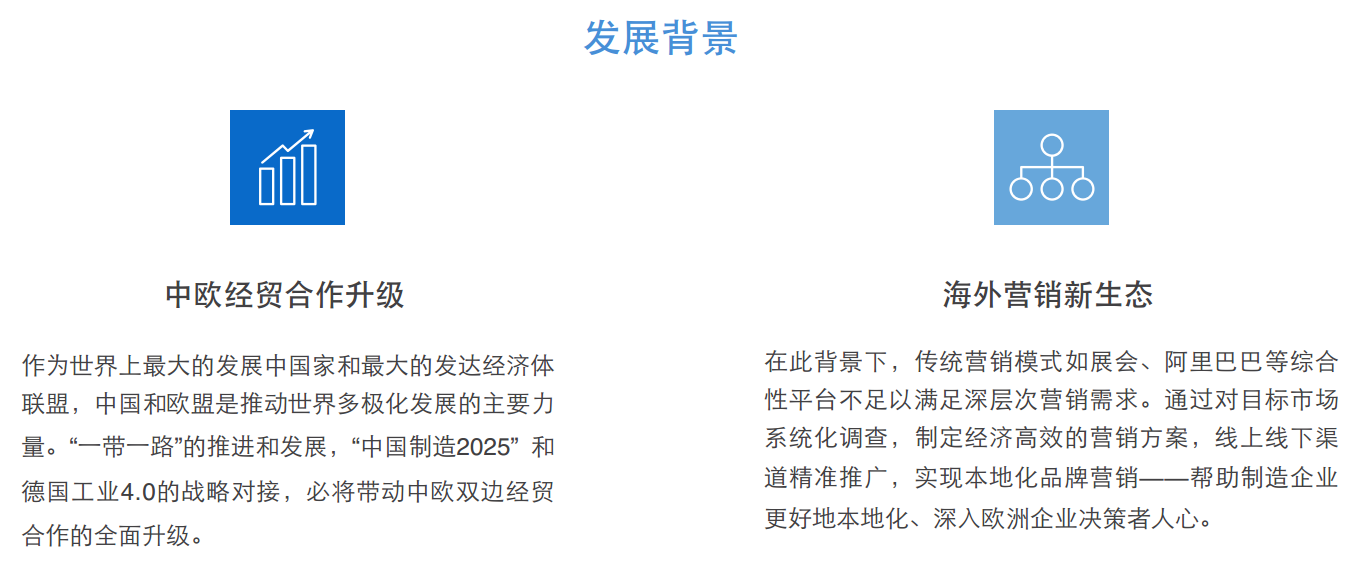 发展背景
中欧经贸合作升级
作为世界上最大的发展中国家和最大的发达经济体
联盟，中国和欧盟是推动世界多极化发展的主要力
量。“一带一路”的推进和发展，“中国制造2025”和
德国工业4.0的战略对接，必将带动中欧双边经贸
合作的全面升级。
海外营销新生态
在此背景下，传统营销模式如展会、阿里巴巴等综合
性平台不足以满足深层次营销需求。通过对目标市场
系统化调查，制定经济高效的营销方案，线上线下渠
道精准推广，实现本地化品牌营销——帮助制造企业
更好地本地化、深入欧洲企业决策者人心。